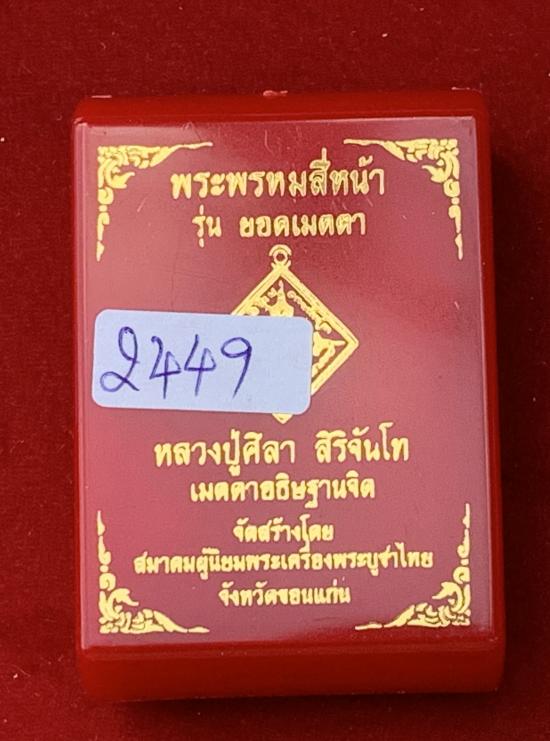 พระพรหมสี่หน้า
รุ่น ยอดเมตตา
2449
หลวงปู่ศิลา สิริจันโท
เมตตาอธิษฐานจิต
จัดสร้างโดย
สมาคมผู้นิยมพระเครื่องพระบูชาไทย
จังหวัดขอนแก่น